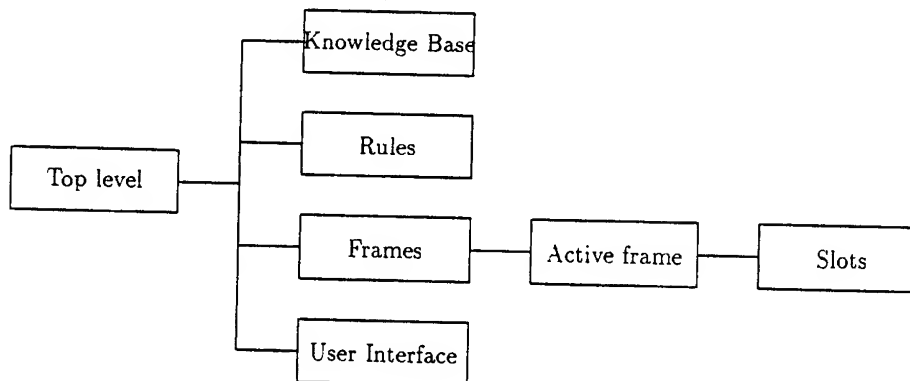 Knowledge Base
Rules
Top level
Frames
Active frame
Slots
User Interface